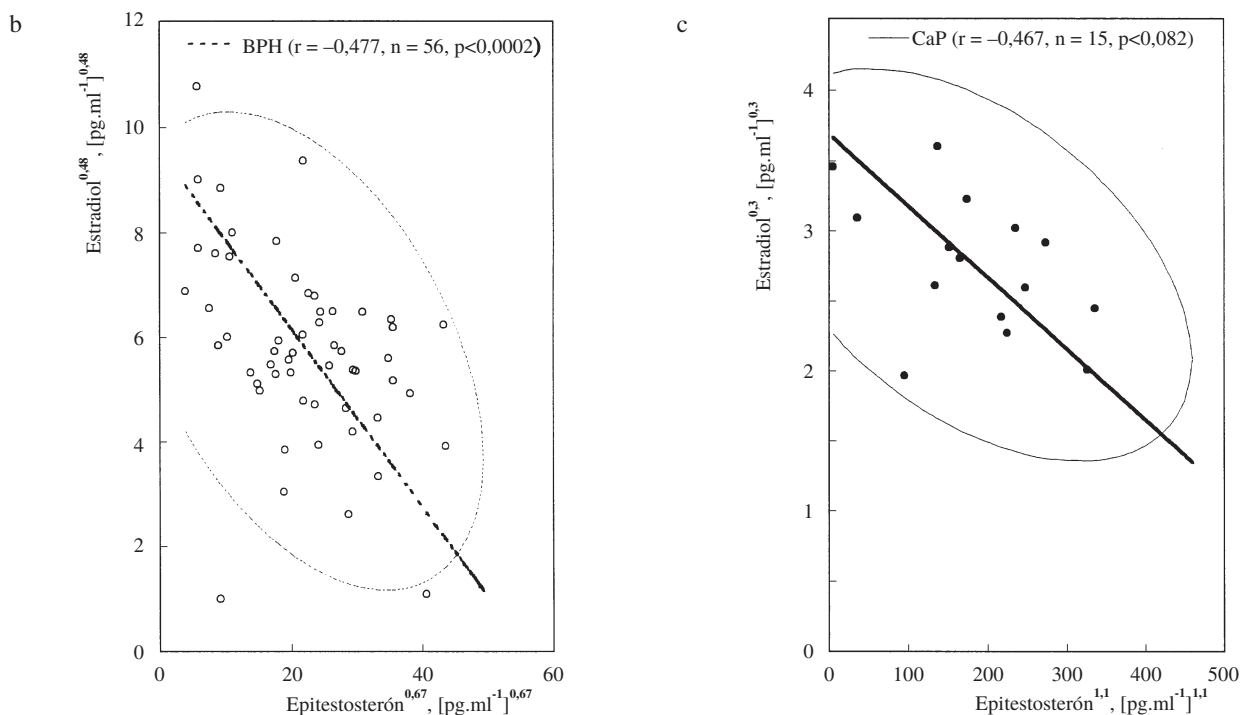 b
BPH (r = –0,477, n = 56, p<0,0002)
Estradiol^0,48, [pg.ml^-1]^0,48
12
10
8
6
4
2
0
0 20 40 60
Epitestosterón^0,67, [pg.ml^-1]^0,67
c
CaP (r = –0,467, n = 15, p<0,082)
Estradiol^0,3, [pg.ml^-1]^0,3
4
3
2
1
0
0 100 200 300 400 500
Epitestosterón^1,1, [pg.ml^-1]^1,1